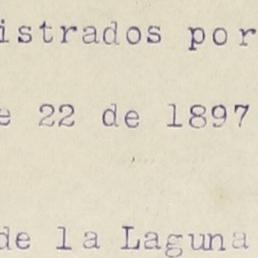 istrados por
e 22 de 1897
de la Laguna